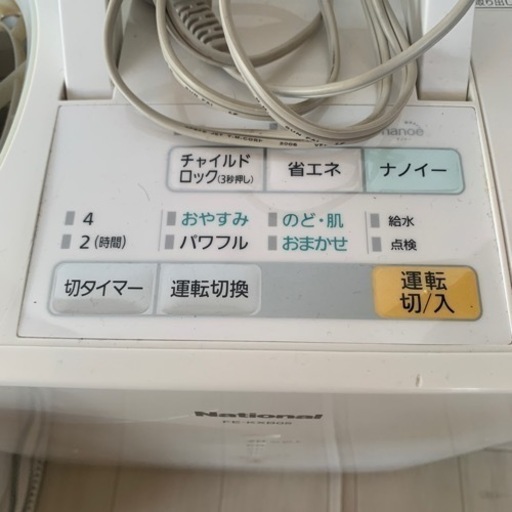 nanoe
チャイルド
ロック(3秒押し)
省エネ
ナノイー
4
おやすみ
のど・肌
給水
2(時間)
パワフル
おまかせ
点検
切タイマー
運転切換
運転
切/入
National